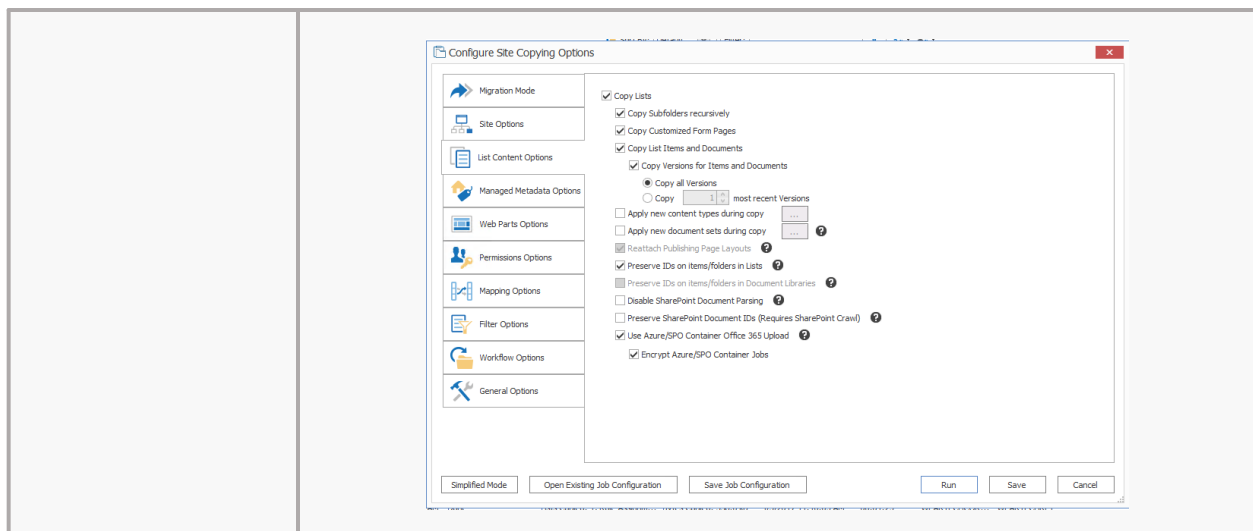 Configure Site Copying Options
Migration Mode
Site Options
List Content Options
Managed Metadata Options
Web Parts Options
Permissions Options
Mapping Options
Filter Options
Workflow Options
General Options
Copy Lists
Copy Subfolders recursively
Copy Customized Form Pages
Copy List Items and Documents
Copy Versions for Items and Documents
Copy all Versions
Copy 1 most recent Versions
Apply new content types during copy ...
Apply new document sets during copy ... ?
Reattach Publishing Page Layouts ?
Preserve IDs on items/folders in Lists ?
Preserve IDs on items/folders in Document Libraries ?
Disable SharePoint Document Parsing ?
Preserve SharePoint Document IDs (Requires SharePoint Crawl) ?
Use Azure/SPO Container Office 365 Upload ?
Encrypt Azure/SPO Container Jobs
Simplified Mode Open Existing Job Configuration Save Job Configuration Run Save Cancel